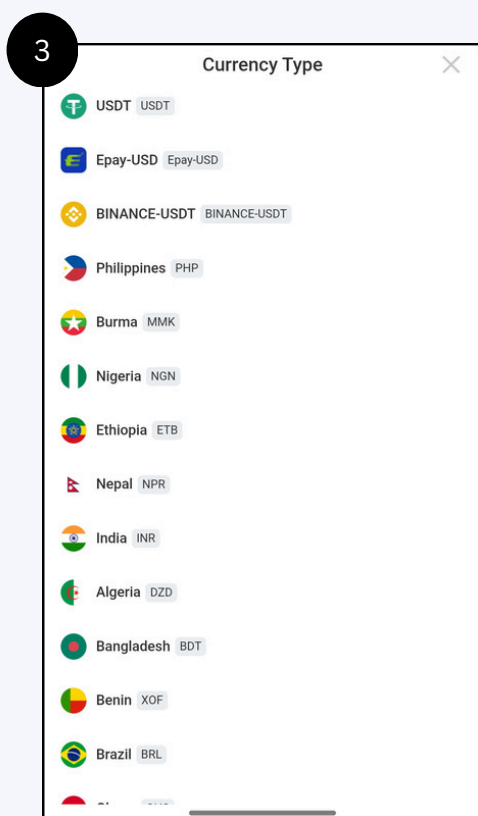 3
Currency Type
USDT USDT
Epay-USD Epay-USD
BINANCE-USDT BINANCE-USDT
Philippines PHP
Burma MMK
Nigeria NGN
Ethiopia ETB
Nepal NPR
India INR
Algeria DZD
Bangladesh BDT
Benin XOF
Brazil BRL